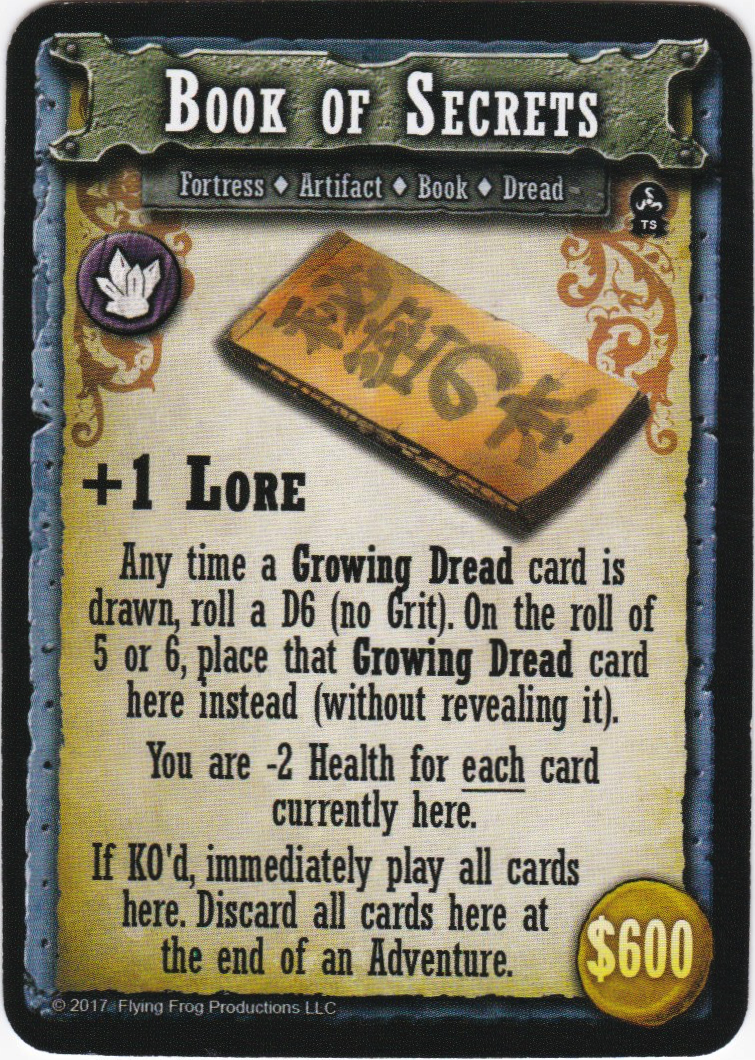 Book of Secrets
Fortress ♦ Artifact ♦ Book ♦ Dread
TS
+1 Lore
Any time a Growing Dread card is
drawn, roll a D6 (no Grit). On the roll of
5 or 6, place that Growing Dread card
here instead (without revealing it).
You are -2 Health for each card
currently here.
If KO'd, immediately play all cards
here. Discard all cards here at
the end of an Adventure.
$600
© 2017 Flying Frog Productions LLC